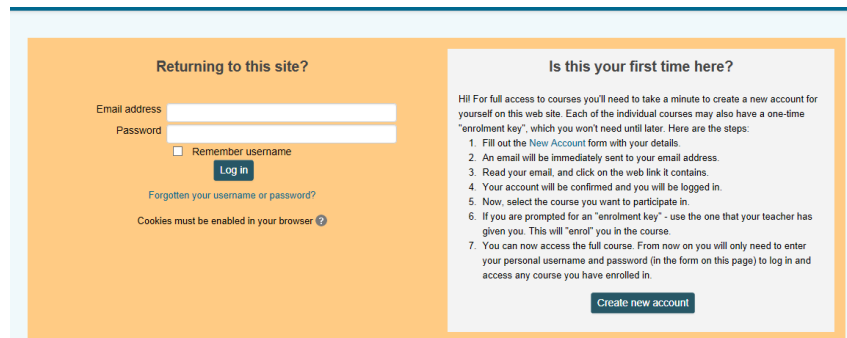 Returning to this site?
Email address
Password
Remember username
Log in
Forgotten your username or password?
Cookies must be enabled in your browser ?
Is this your first time here?
Hi! For full access to courses you'll need to take a minute to create a new account for
yourself on this web site. Each of the individual courses may also have a one-time
"enrolment key", which you won't need until later. Here are the steps:
1. Fill out the New Account form with your details.
2. An email will be immediately sent to your email address.
3. Read your email, and click on the web link it contains.
4. Your account will be confirmed and you will be logged in.
5. Now, select the course you want to participate in.
6. If you are prompted for an "enrolment key" - use the one that your teacher has
given you. This will "enrol" you in the course.
7. You can now access the full course. From now on you will only need to enter
your personal username and password (in the form on this page) to log in and
access any course you have enrolled in.
Create new account